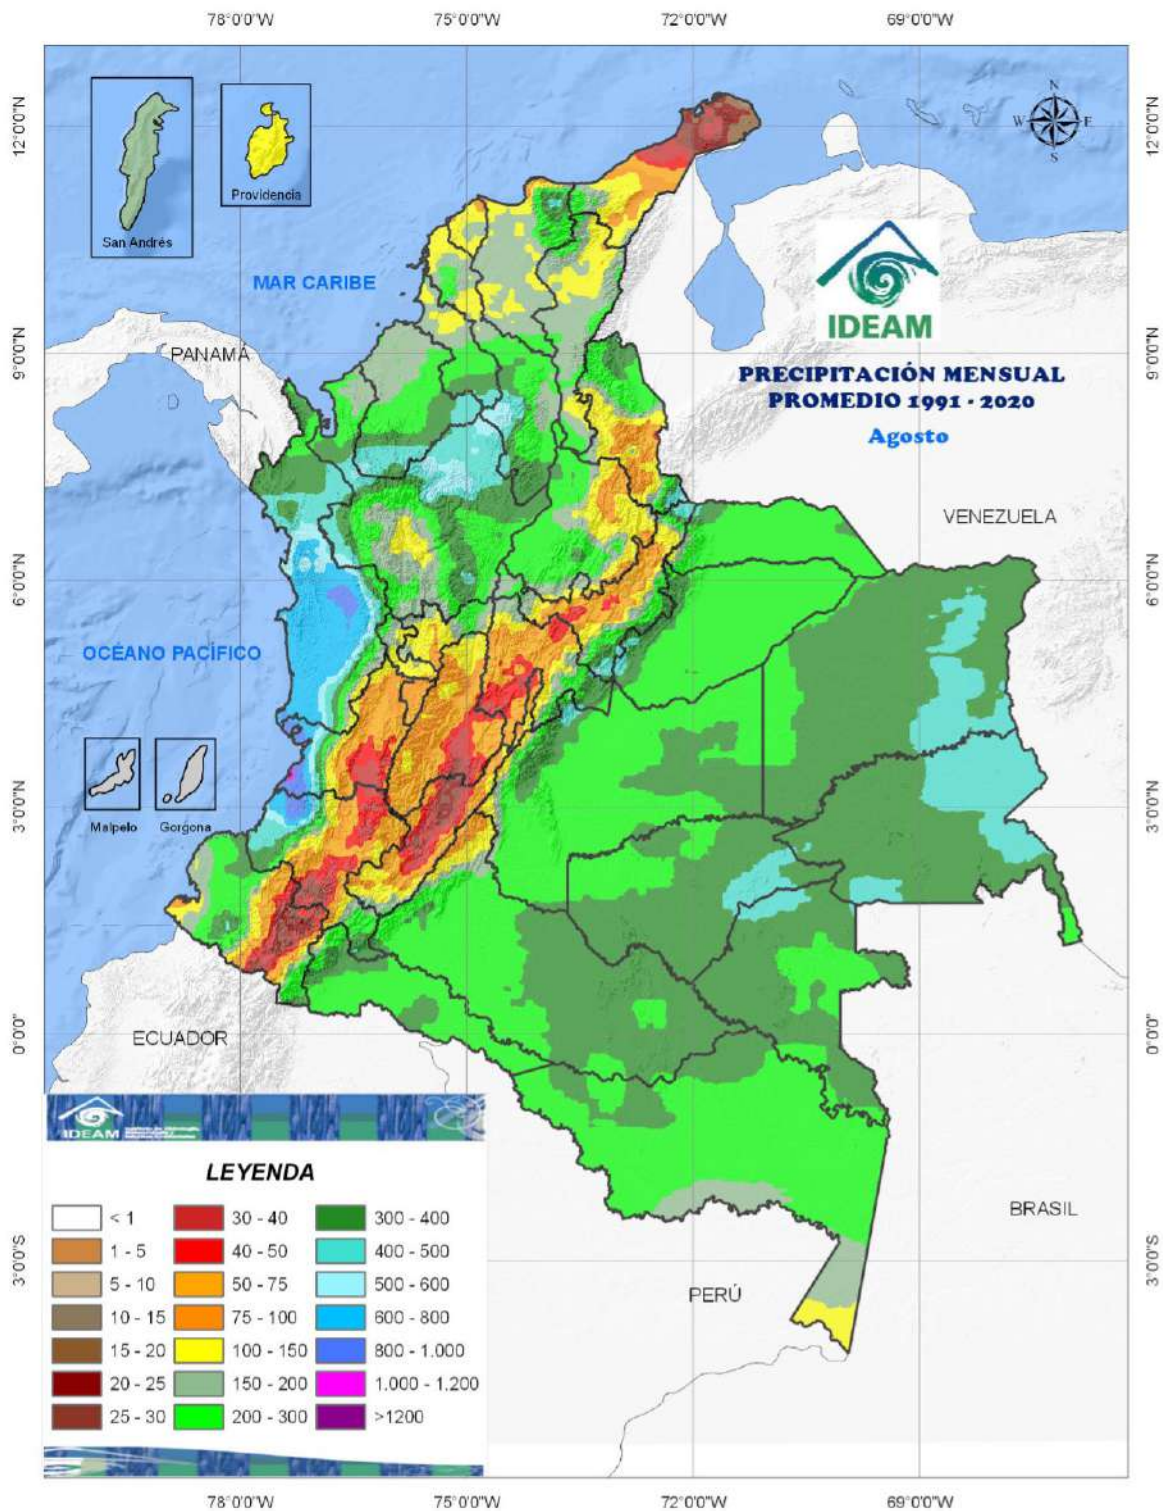 78°0'0"W 75°0'0"W 72°0'0"W 69°0'0"W
12°0'0"N
12°0'0"N
W N E S
Providencia
San Andrés
MAR CARIBE
IDEAM
PANAMÁ
9°0'0"N
9°0'0"N
PRECIPITACIÓN MENSUAL
PROMEDIO 1991 - 2020
Agosto
VENEZUELA
6°0'0"N
6°0'0"N
OCÉANO PACÍFICO
3°0'0"N
3°0'0"N
Malpelo
Gorgona
ECUADOR
0°0'0"
0°0'0"
IDEAM
LEYENDA
< 1
1 - 5
5 - 10
10 - 15
15 - 20
20 - 25
25 - 30
30 - 40
40 - 50
50 - 75
75 - 100
100 - 150
150 - 200
200 - 300
300 - 400
400 - 500
500 - 600
600 - 800
800 - 1.000
1.000 - 1.200
>1200
BRASIL
PERÚ
3°0'0"S
3°0'0"S
78°0'0"W 75°0'0"W 72°0'0"W 69°0'0"W